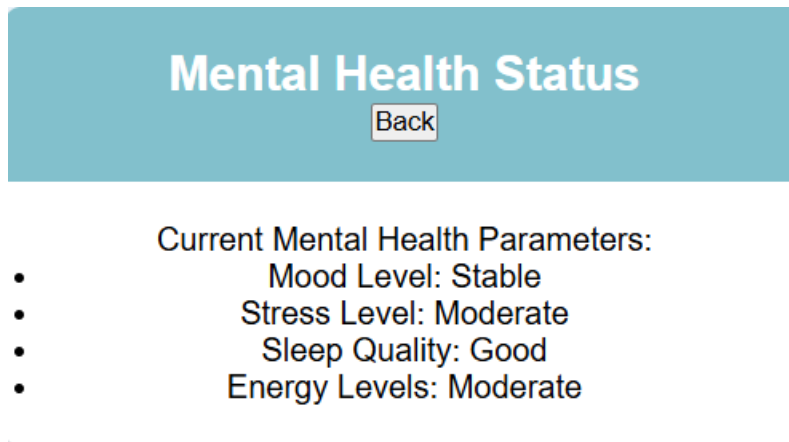 Mental Health Status
Back
Current Mental Health Parameters:
• Mood Level: Stable
• Stress Level: Moderate
• Sleep Quality: Good
• Energy Levels: Moderate